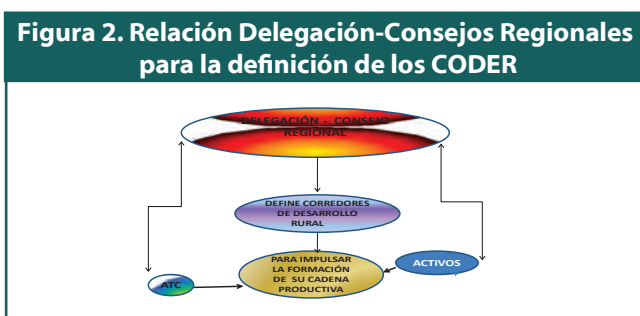 Figura 2. Relación Delegación-Consejos Regionales
para la definición de los CODER
DELEGACIÓN - CONSEJO
REGIONAL
DEFINE CORREDORES
DE DESARROLLO
RURAL
PARA IMPULSAR
LA FORMACIÓN
DE SU CADENA
PRODUCTIVA
ACTIVOS
ATC